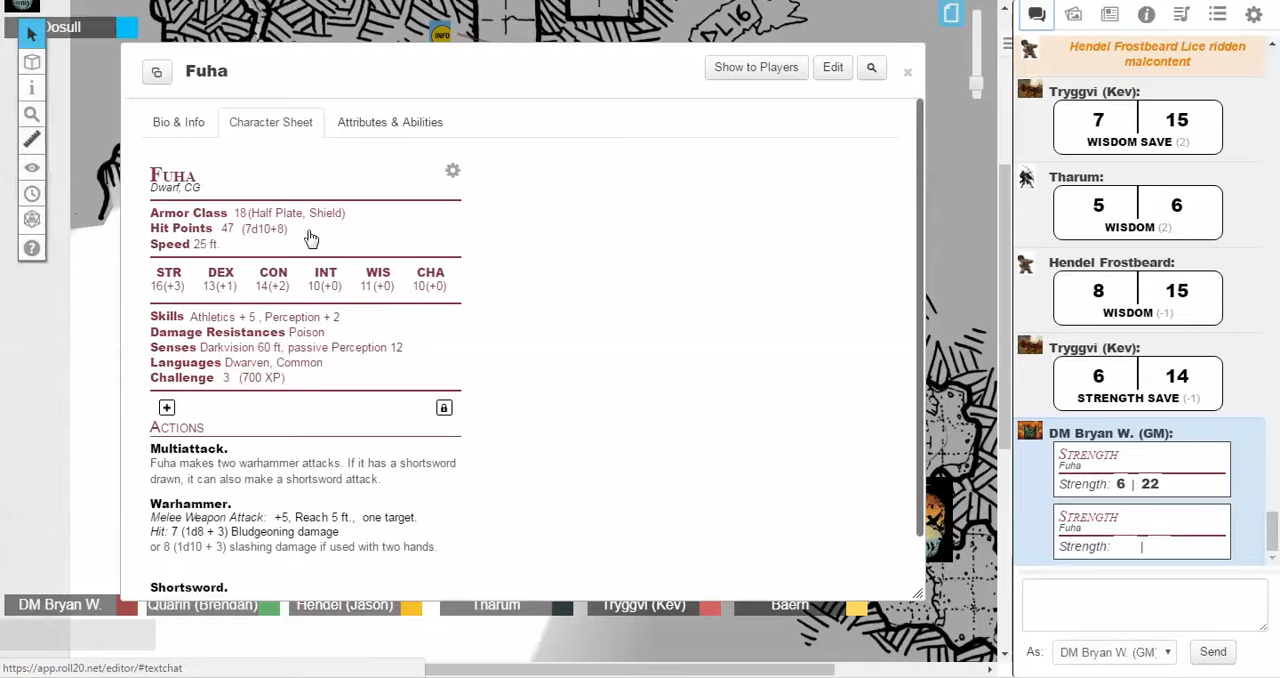 Dosull
INFO
DL16
Fuha
Show to Players
Edit
Bio & Info
Character Sheet
Attributes & Abilities
Fuha
Dwarf, CG
Armor Class 18 (Half Plate, Shield)
Hit Points 47 (7d10+8)
Speed 25 ft.
STR DEX CON INT WIS CHA
16(+3) 13(+1) 14(+2) 10(+0) 11(+0) 10(+0)
Skills Athletics + 5 , Perception + 2
Damage Resistances Poison
Senses Darkvision 60 ft, passive Perception 12
Languages Dwarven, Common
Challenge 3 (700 XP)
Actions
Multiattack.
Fuha makes two warhammer attacks. If it has a shortsword
drawn, it can also make a shortsword attack.
Warhammer.
Melee Weapon Attack: +5, Reach 5 ft., one target.
Hit: 7 (1d8 + 3) Bludgeoning damage
or 8 (1d10 + 3) slashing damage if used with two hands.
Shortsword.
DM Bryan W.
Quarin (Brendan)
Hendel (Jason)
Tharum
Tryggvi (Kev)
Baern
https://app.roll20.net/editor/#textchat
Hendel Frostbeard Lice ridden
malcontent
Tryggvi (Kev):
7 15
WISDOM SAVE (2)
Tharum:
5 6
WISDOM (2)
Hendel Frostbeard:
8 15
WISDOM (-1)
Tryggvi (Kev):
6 14
STRENGTH SAVE (-1)
DM Bryan W. (GM):
Strength
Fuha
Strength: 6 | 22
Strength
Fuha
Strength: |
As:
DM Bryan W. (GM)
Send